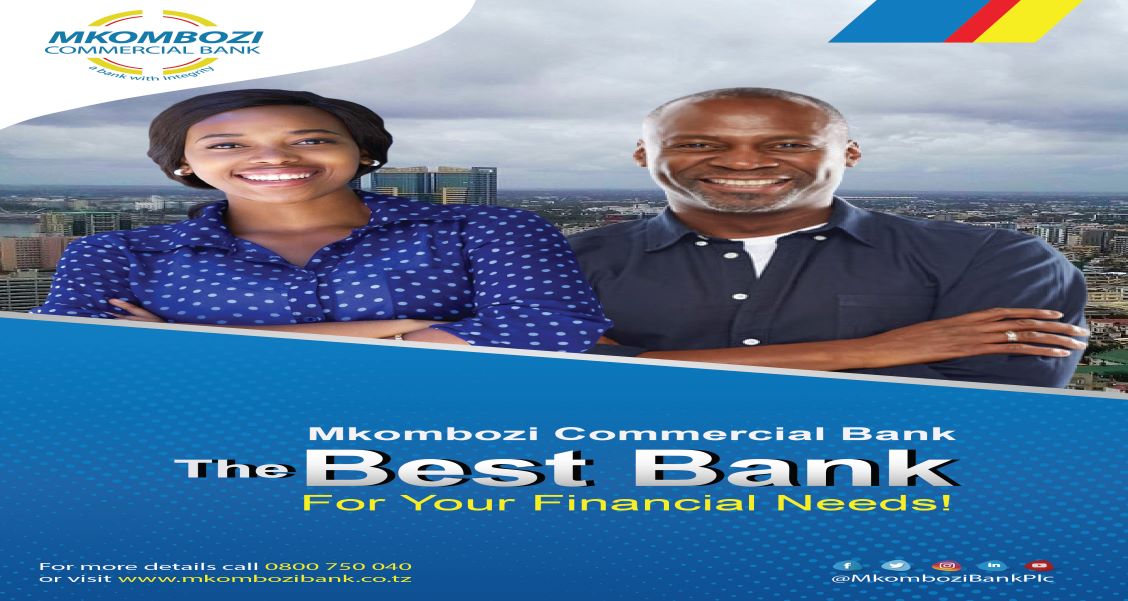 MKOMBOZI
COMMERCIAL BANK
a bank with integrity
Mkombozi Commercial Bank
The Best Bank
For Your Financial Needs!
For more details call 0800 750 040
or visit www.mkombozibank.co.tz
@MkomboziBankPlc